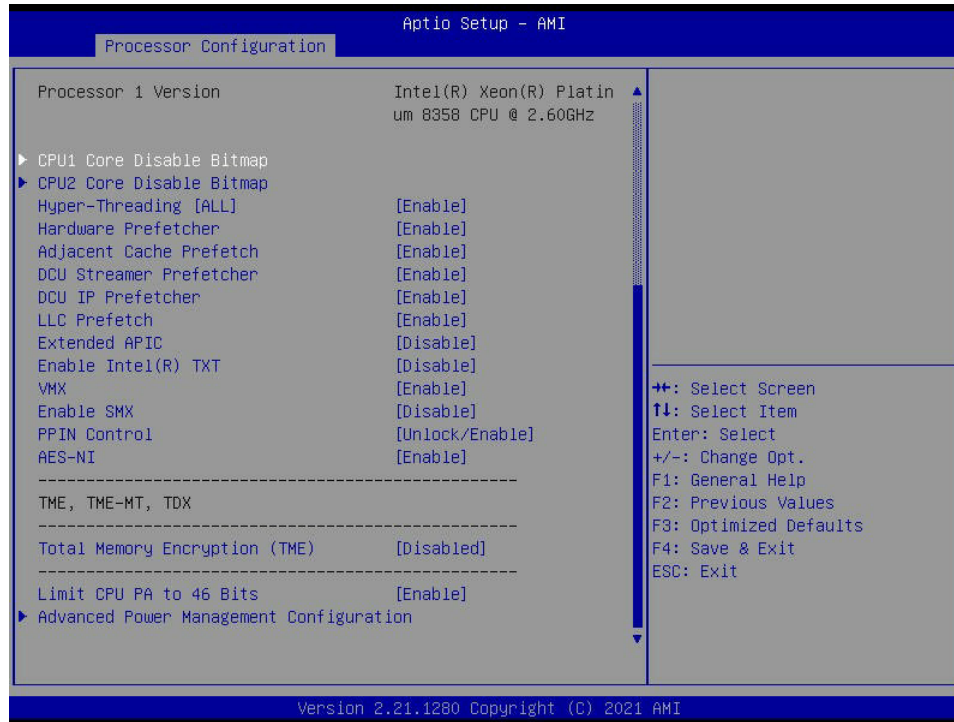 Aptio Setup – AMI
Processor Configuration
Processor 1 Version Intel(R) Xeon(R) Platin
um 8358 CPU @ 2.60GHz
CPU1 Core Disable Bitmap
CPU2 Core Disable Bitmap
Hyper-Threading [ALL] [Enable]
Hardware Prefetcher [Enable]
Adjacent Cache Prefetch [Enable]
DCU Streamer Prefetcher [Enable]
DCU IP Prefetcher [Enable]
LLC Prefetch [Enable]
Extended APIC [Disable]
Enable Intel(R) TXT [Disable]
VMX [Enable]
Enable SMX [Disable]
PPIN Control [Unlock/Enable]
AES-NI [Enable]
--------------------------------------------------
TME, TME-MT, TDX
--------------------------------------------------
Total Memory Encryption (TME) [Disabled]
--------------------------------------------------
Limit CPU PA to 46 Bits [Enable]
Advanced Power Management Configuration
→←: Select Screen
↑↓: Select Item
Enter: Select
+/-: Change Opt.
F1: General Help
F2: Previous Values
F3: Optimized Defaults
F4: Save & Exit
ESC: Exit
Version 2.21.1280 Copyright (C) 2021 AMI